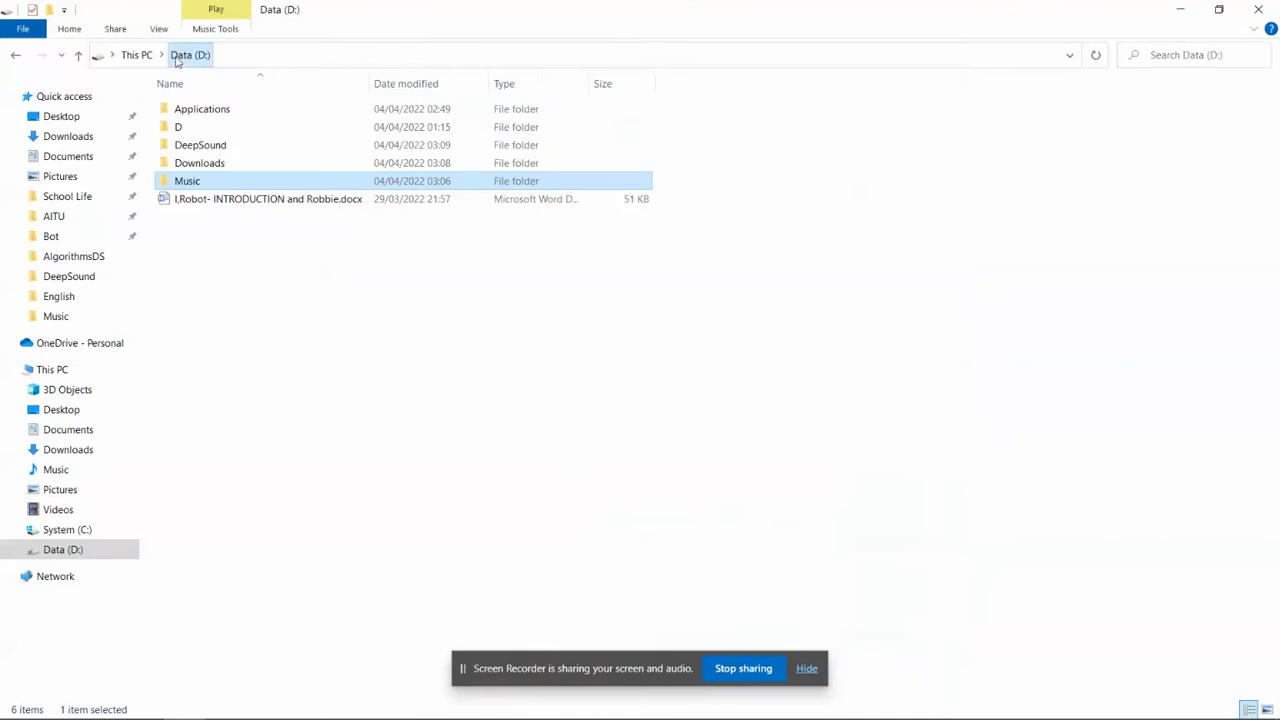 Play
Data (D:)
File
Home
Share
View
Music Tools
This PC
Data (D:)
Search Data (D:)
Name
Date modified
Type
Size
Applications 04/04/2022 02:49 File folder
D 04/04/2022 01:15 File folder
DeepSound 04/04/2022 03:09 File folder
Downloads 04/04/2022 03:08 File folder
Music 04/04/2022 03:06 File folder
I,Robot- INTRODUCTION and Robbie.docx 29/03/2022 21:57 Microsoft Word D... 51 KB
Quick access
Desktop
Downloads
Documents
Pictures
School Life
AITU
Bot
AlgorithmsDS
DeepSound
English
Music
OneDrive - Personal
This PC
3D Objects
Desktop
Documents
Downloads
Music
Pictures
Videos
System (C:)
Data (D:)
Network
Screen Recorder is sharing your screen and audio.
Stop sharing
Hide
6 items
1 item selected